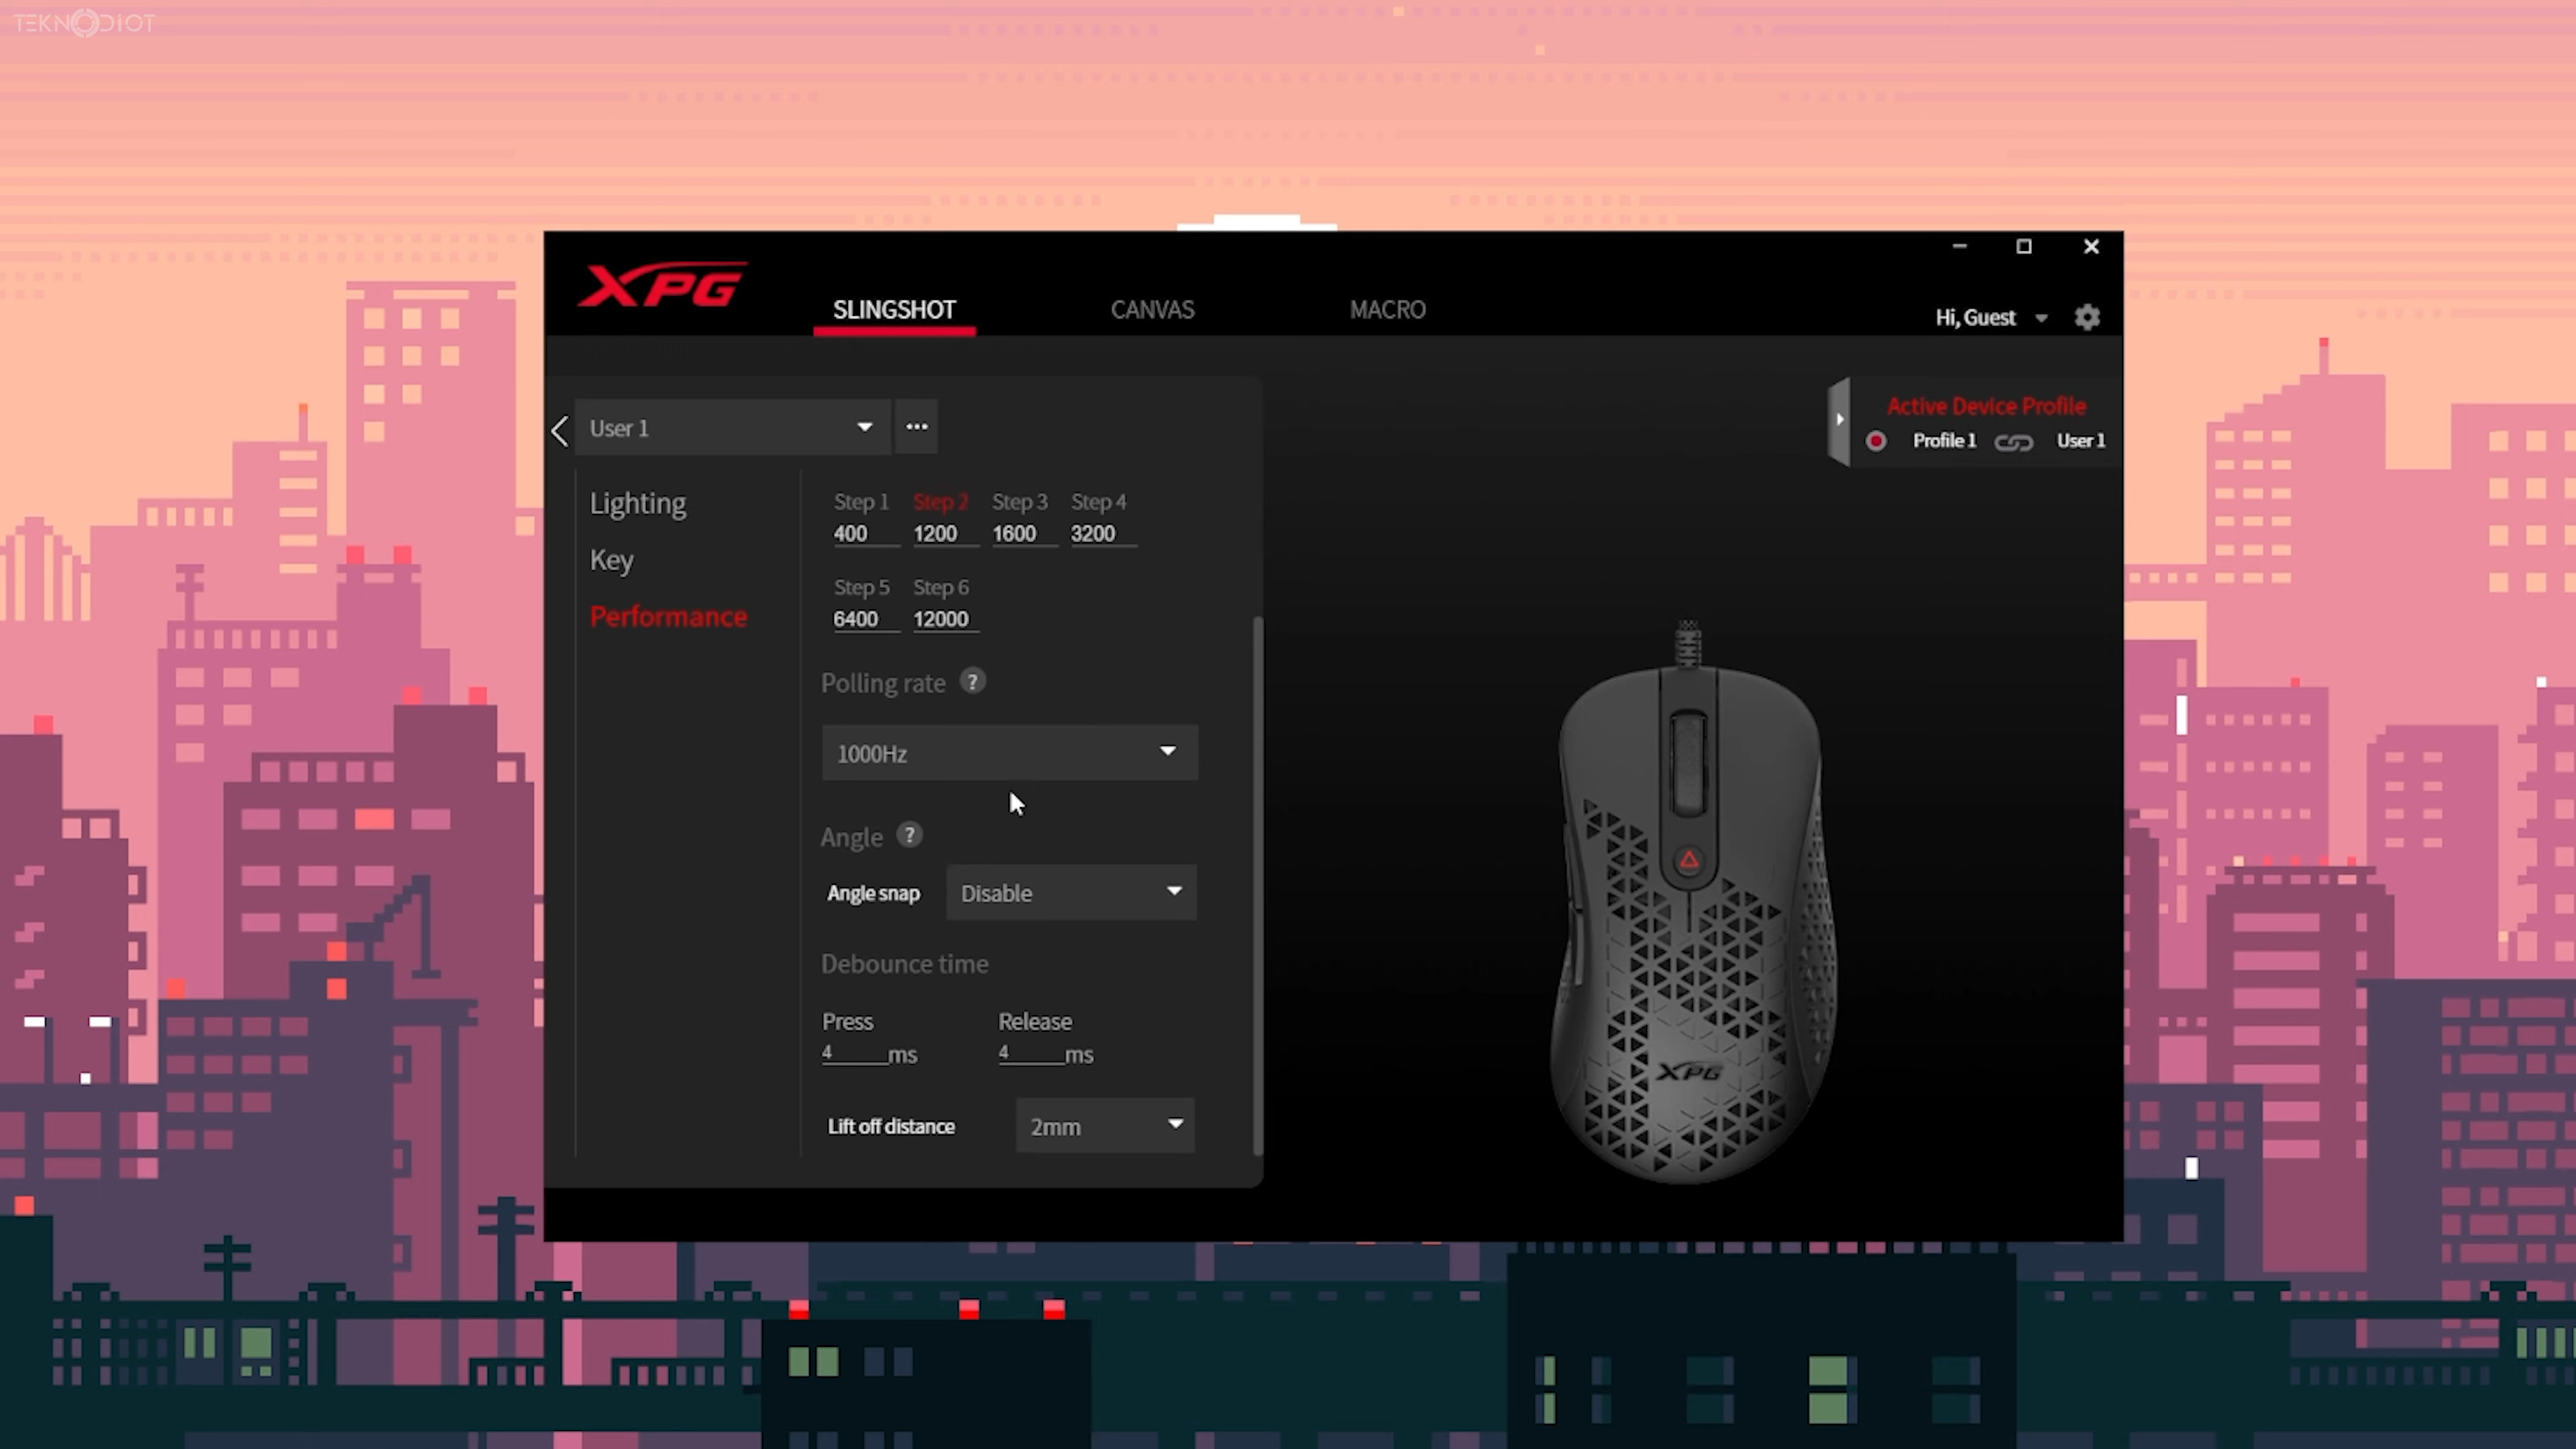 TEKNODIOT
XPG
SLINGSHOT
CANVAS
MACRO
Hi, Guest
User 1
...
Active Device Profile
Profile 1
User 1
Lighting
Key
Performance
Step 1 Step 2 Step 3 Step 4
400 1200 1600 3200
Step 5 Step 6
6400 12000
Polling rate ?
1000Hz
Angle ?
Angle snap Disable
Debounce time
Press Release
4 ms 4 ms
Lift off distance 2mm
XPG